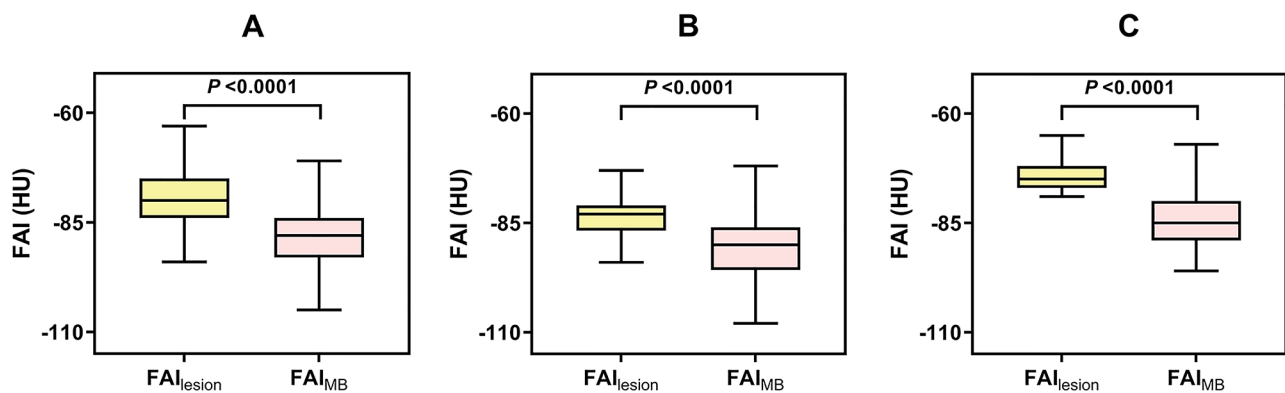 A
P <0.0001
-60
-85
-110
FAI (HU)
FAIlesion
FAIMB
B
P <0.0001
-60
-85
-110
FAI (HU)
FAIlesion
FAIMB
C
P <0.0001
-60
-85
-110
FAI (HU)
FAIlesion
FAIMB